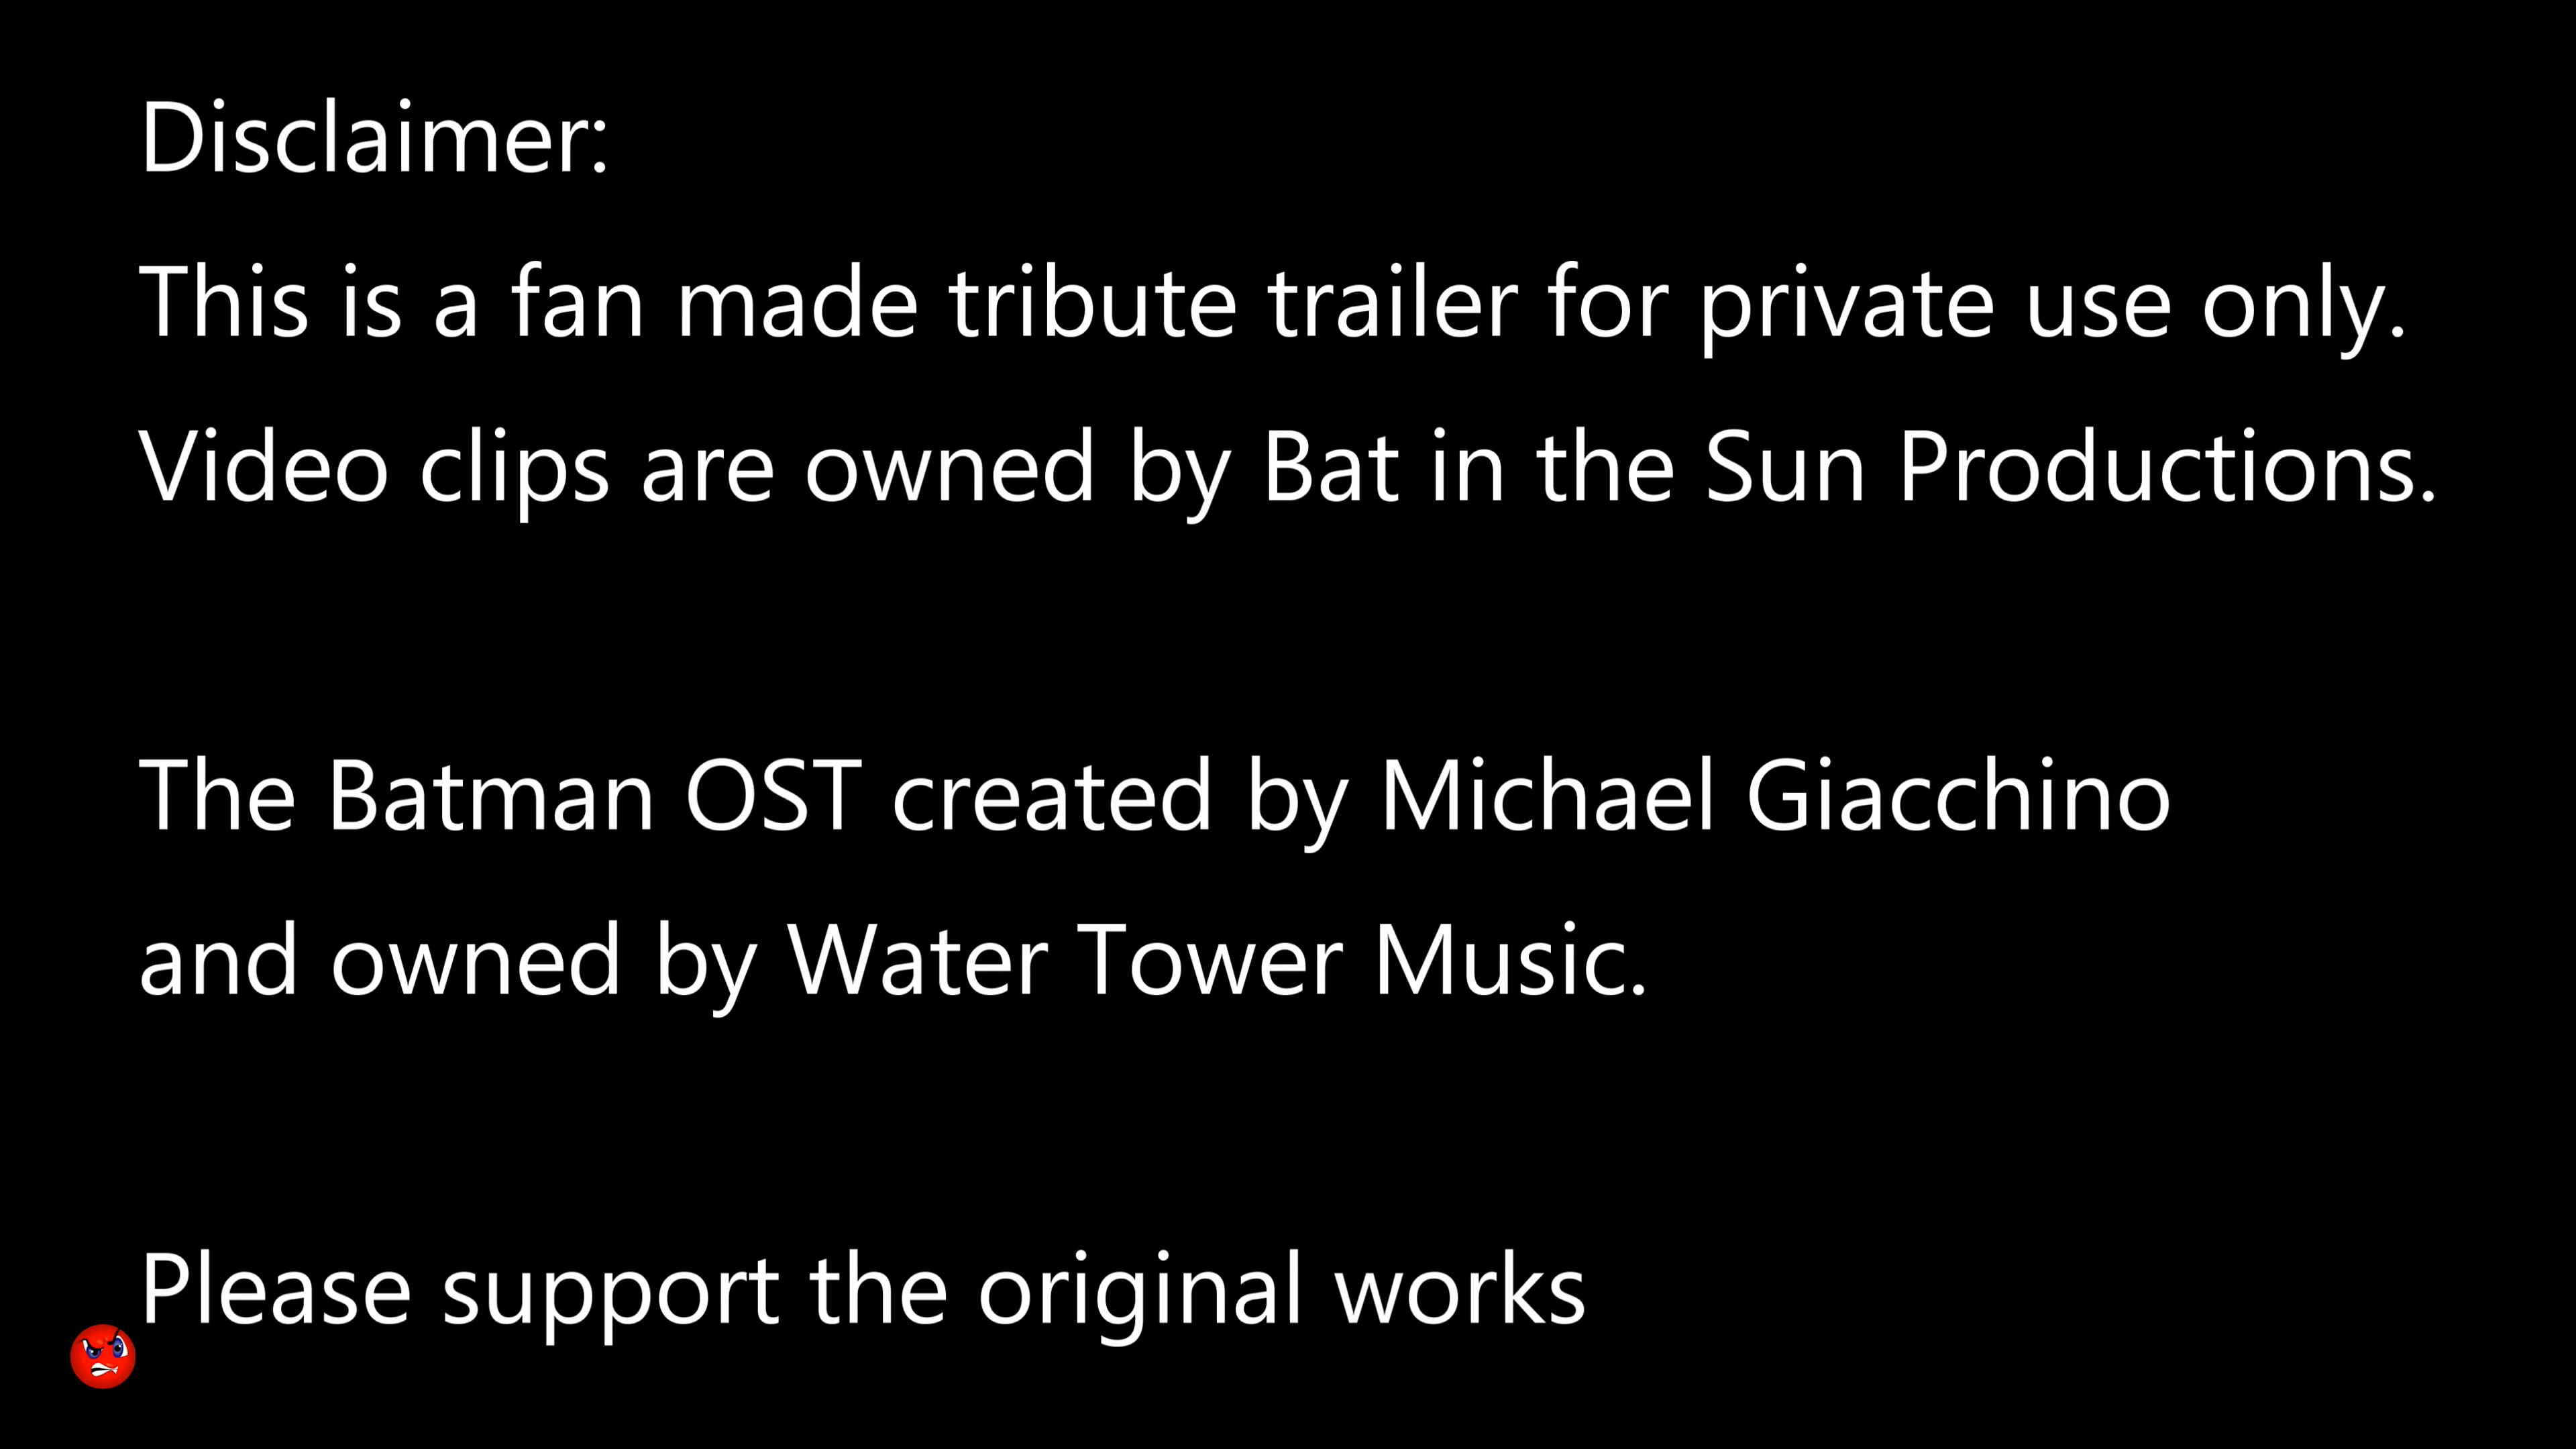 Disclaimer:
This is a fan made tribute trailer for private use only.
Video clips are owned by Bat in the Sun Productions.
The Batman OST created by Michael Giacchino
and owned by Water Tower Music.
Please support the original works